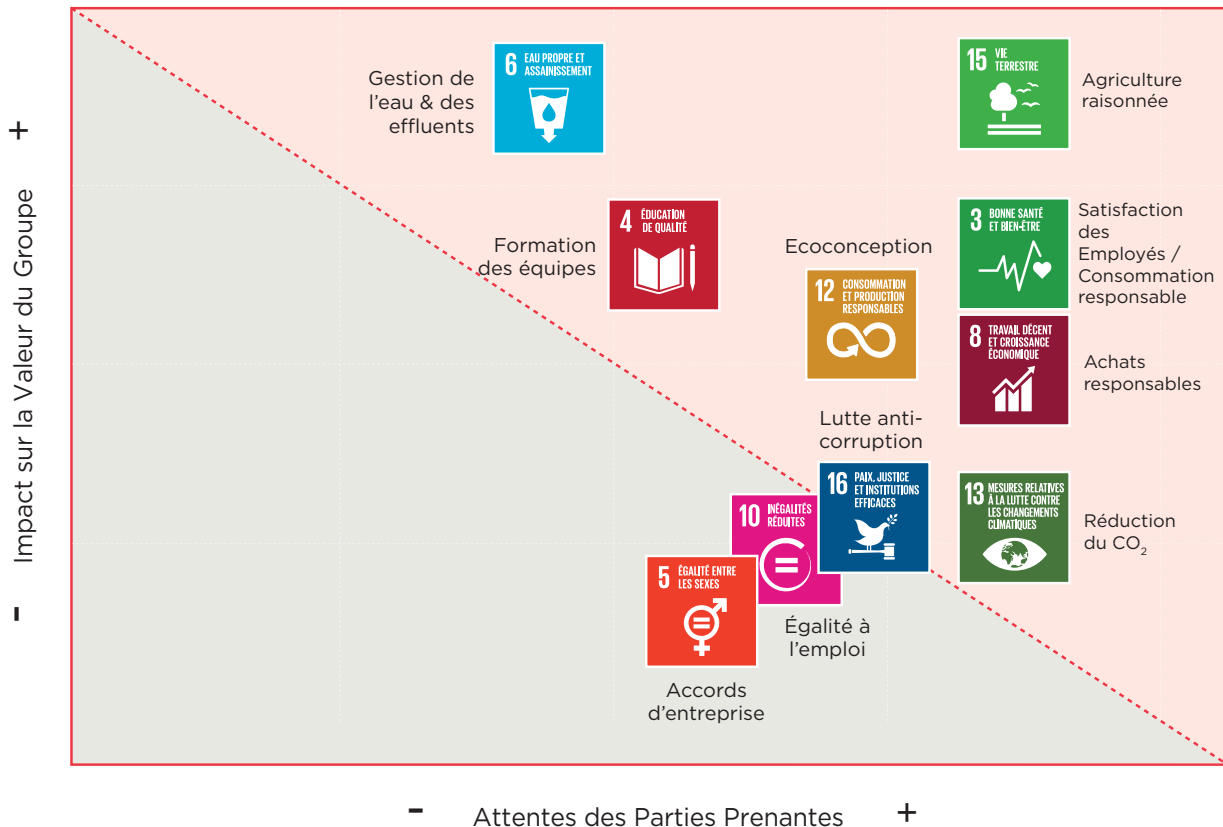 6 EAU PROPRE ET
ASSAINISSEMENT
Gestion de
l’eau & des
effluents
15 VIE
TERRESTRE
Agriculture
raisonnée
+
Impact sur la Valeur du Groupe
-
4 ÉDUCATION
DE QUALITÉ
Formation
des équipes
Ecoconception
12 CONSOMMATION
ET PRODUCTION
RESPONSABLES
3 BONNE SANTÉ
ET BIEN-ÊTRE
Satisfaction
des
Employés /
Consommation
responsable
8 TRAVAIL DÉCENT
ET CROISSANCE
ÉCONOMIQUE
Achats
responsables
Lutte anti-
corruption
16 PAIX, JUSTICE
ET INSTITUTIONS
EFFICACES
13 MESURES RELATIVES
À LA LUTTE CONTRE
LES CHANGEMENTS
CLIMATIQUES
Réduction
du CO₂
10 INÉGALITÉS
RÉDUITES
5 ÉGALITÉ ENTRE
LES SEXES
Égalité à
l’emploi
Accords
d’entreprise
- Attentes des Parties Prenantes +